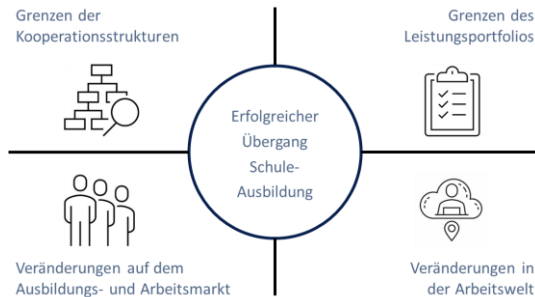 Grenzen der
Kooperationsstrukturen
Grenzen des
Leistungsportfolios
Erfolgreicher
Übergang
Schule-
Ausbildung
Veränderungen auf dem
Ausbildungs- und Arbeitsmarkt
Veränderungen in
der Arbeitswelt